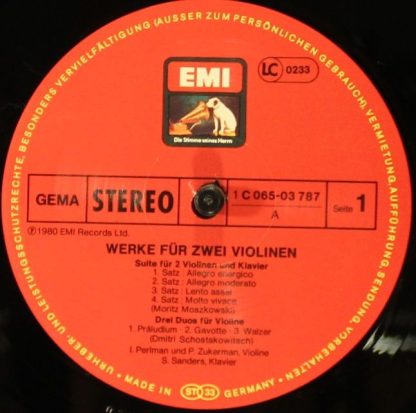 URHEBER- UND LEISTUNGSSCHUTZRECHTE, BESONDERS VERVIELFÄLTIGUNG (AUSSER ZUM PERSÖNLICHEN GEBRAUCH), VERMIETUNG, AUFFÜHRUNG, SENDUNG, VORBEHALTEN
EMI
LC 0233
Die Stimme seines Herrn
GEMA STEREO 1 C 065-03 787 Seite 1
A
Ⓟ1980 EMI Records Ltd.
WERKE FÜR ZWEI VIOLINEN
Suite für 2 Violinen und Klavier
1. Satz: Allegro energico
2. Satz: Allegro moderato
3. Satz: Lento assai
4. Satz: Molto vivace
(Moritz Moszkowski)
Drei Duos für Violine
1. Präludium · 2. Gavotte · 3. Walzer
(Dmitri Schostakowitsch)
I. Perlman und P. Zukerman, Violine
S. Sanders, Klavier
• MADE IN ST 33 GERMANY •